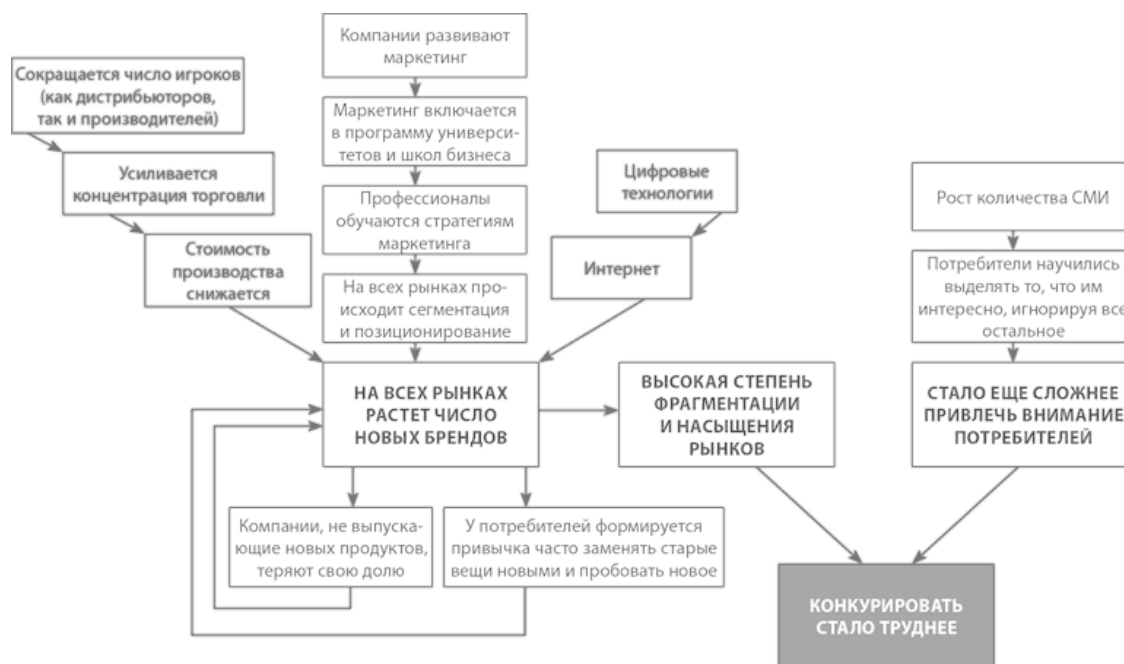 Компании развивают
маркетинг
Сокращается число игроков
(как дистрибьюторов,
так и производителей)
Маркетинг включается
в программу универси-
тетов и школ бизнеса
Усиливается
концентрация торговли
Цифровые
технологии
Профессионалы
обучаются стратегиям
маркетинга
Рост количества СМИ
Стоимость
производства
снижается
Интернет
На всех рынках про-
исходит сегментация
и позиционирование
Потребители научились
выделять то, что им
интересно, игнорируя все
остальное
НА ВСЕХ РЫНКАХ
РАСТЕТ ЧИСЛО
НОВЫХ БРЕНДОВ
ВЫСОКАЯ СТЕПЕНЬ
ФРАГМЕНТАЦИИ
И НАСЫЩЕНИЯ
РЫНКОВ
СТАЛО ЕЩЕ СЛОЖНЕЕ
ПРИВЛЕЧЬ ВНИМАНИЕ
ПОТРЕБИТЕЛЕЙ
Компании, не выпуска-
ющие новых продуктов,
теряют свою долю
У потребителей формируется
привычка часто заменять старые
вещи новыми и пробовать новое
КОНКУРИРОВАТЬ
СТАЛО ТРУДНЕЕ